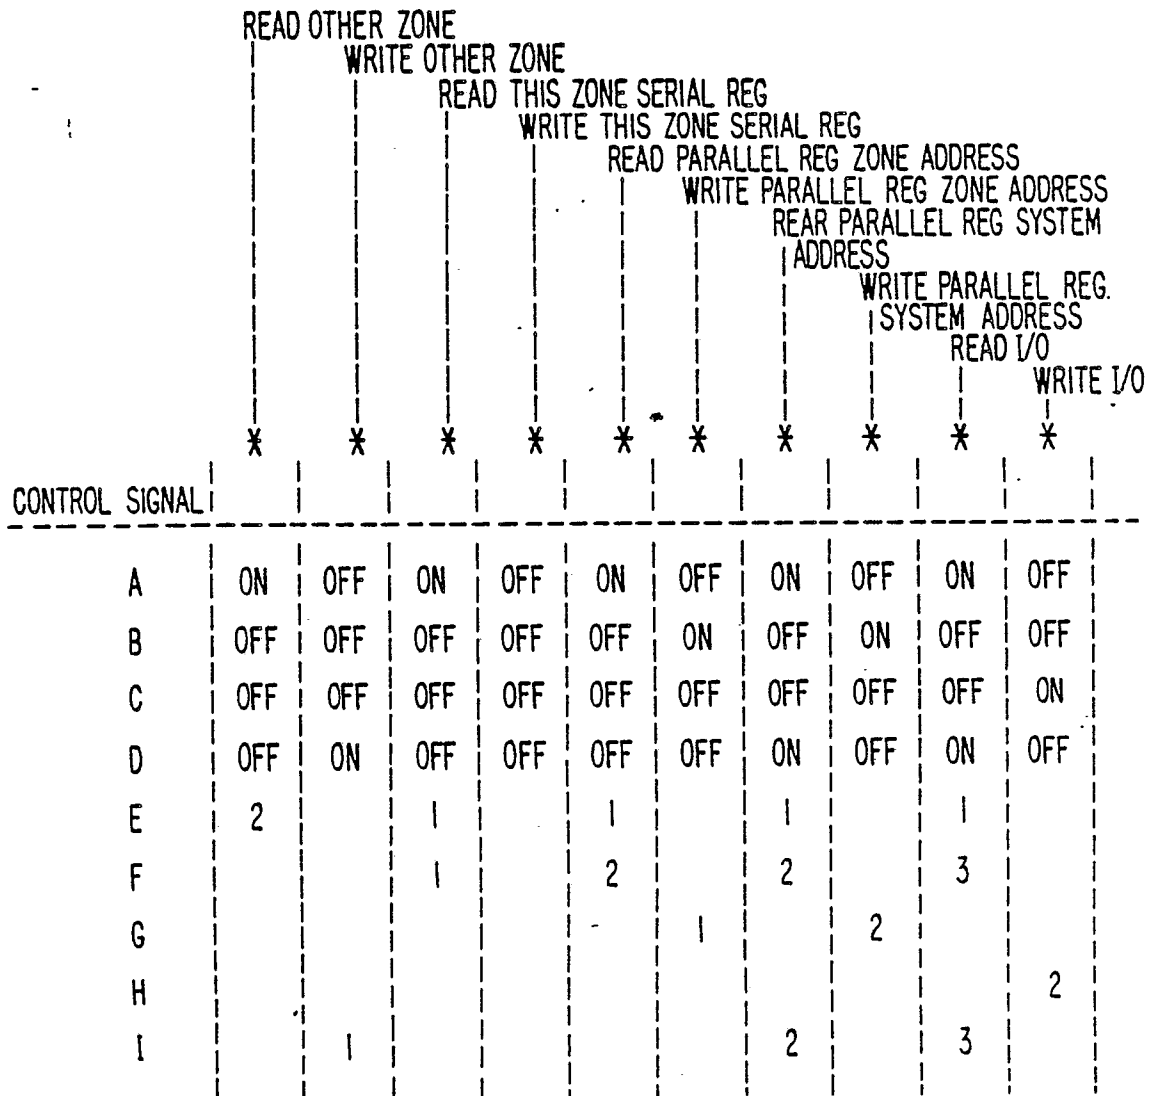 READ OTHER ZONE
WRITE OTHER ZONE
READ THIS ZONE SERIAL REG
WRITE THIS ZONE SERIAL REG
READ PARALLEL REG ZONE ADDRESS
WRITE PARALLEL REG ZONE ADDRESS
REAR PARALLEL REG SYSTEM
ADDRESS
WRITE PARALLEL REG.
SYSTEM ADDRESS
READ I/O
WRITE I/O
* * * * * * * * * *
CONTROL SIGNAL
A ON OFF ON OFF ON OFF ON OFF ON OFF
B OFF OFF OFF OFF OFF ON OFF ON OFF OFF
C OFF OFF OFF OFF OFF OFF OFF OFF OFF ON
D OFF ON OFF OFF OFF OFF ON OFF ON OFF
E 2 1 1 1 1
F 1 2 2 3
G 1 2
H 2
I 1 2 3